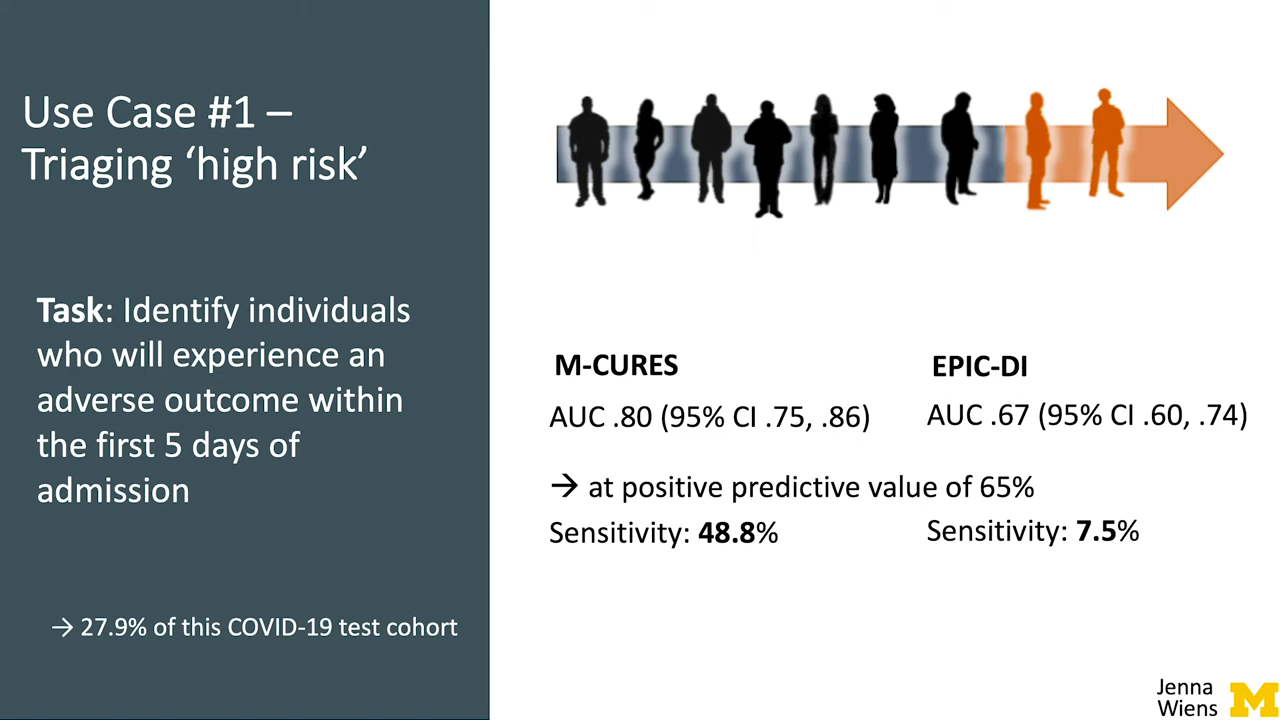 Use Case #1 –
Triaging ‘high risk’
Task: Identify individuals
who will experience an
adverse outcome within
the first 5 days of
admission
→ 27.9% of this COVID-19 test cohort
M-CURES
AUC .80 (95% CI .75, .86)
EPIC-DI
AUC .67 (95% CI .60, .74)
→ at positive predictive value of 65%
Sensitivity: 48.8%
Sensitivity: 7.5%
Jenna
Wiens
M